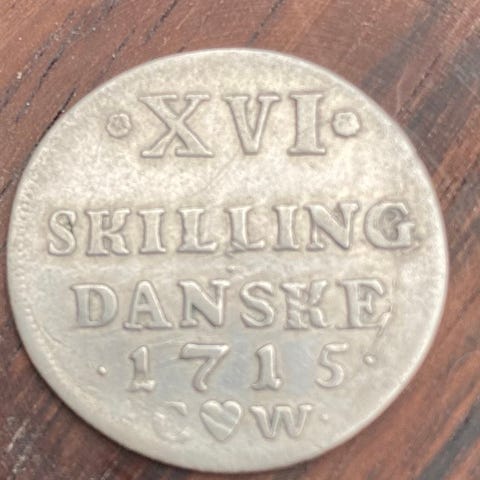 XVI
SKILLING
DANSKE
· 1715 ·
C♥W·